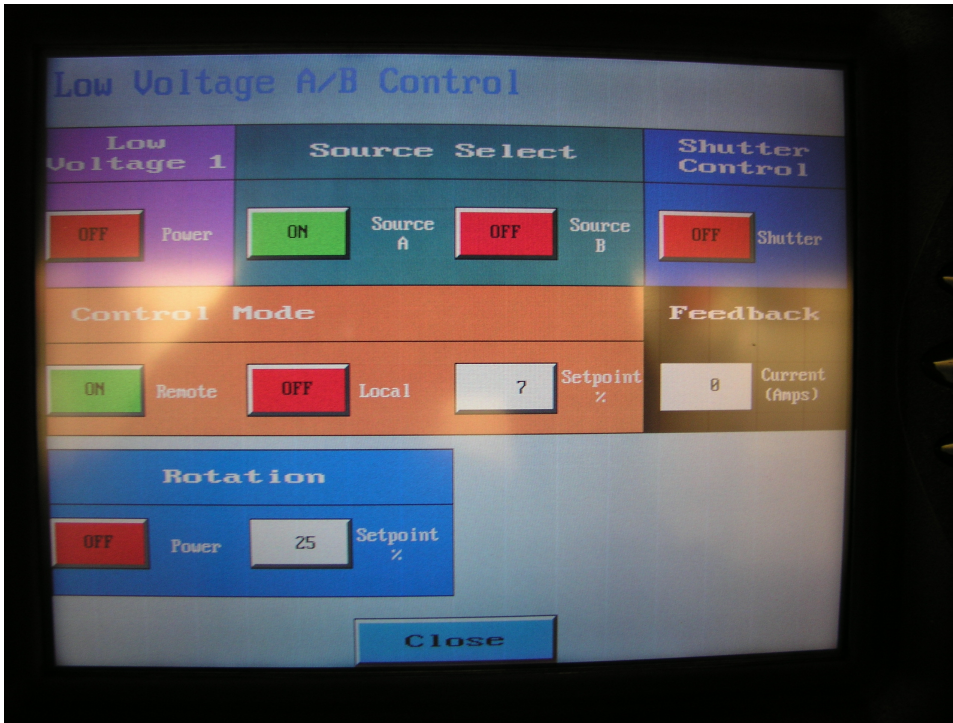 Low Voltage A/B Control
Low
Voltage 1
Source Select
Shutter
Control
OFF
Power
ON
Source
A
OFF
Source
B
OFF
Shutter
Control Mode
Feedback
ON
Remote
OFF
Local
7
Setpoint
%
0
Current
(Amps)
Rotation
OFF
Power
25
Setpoint
%
Close